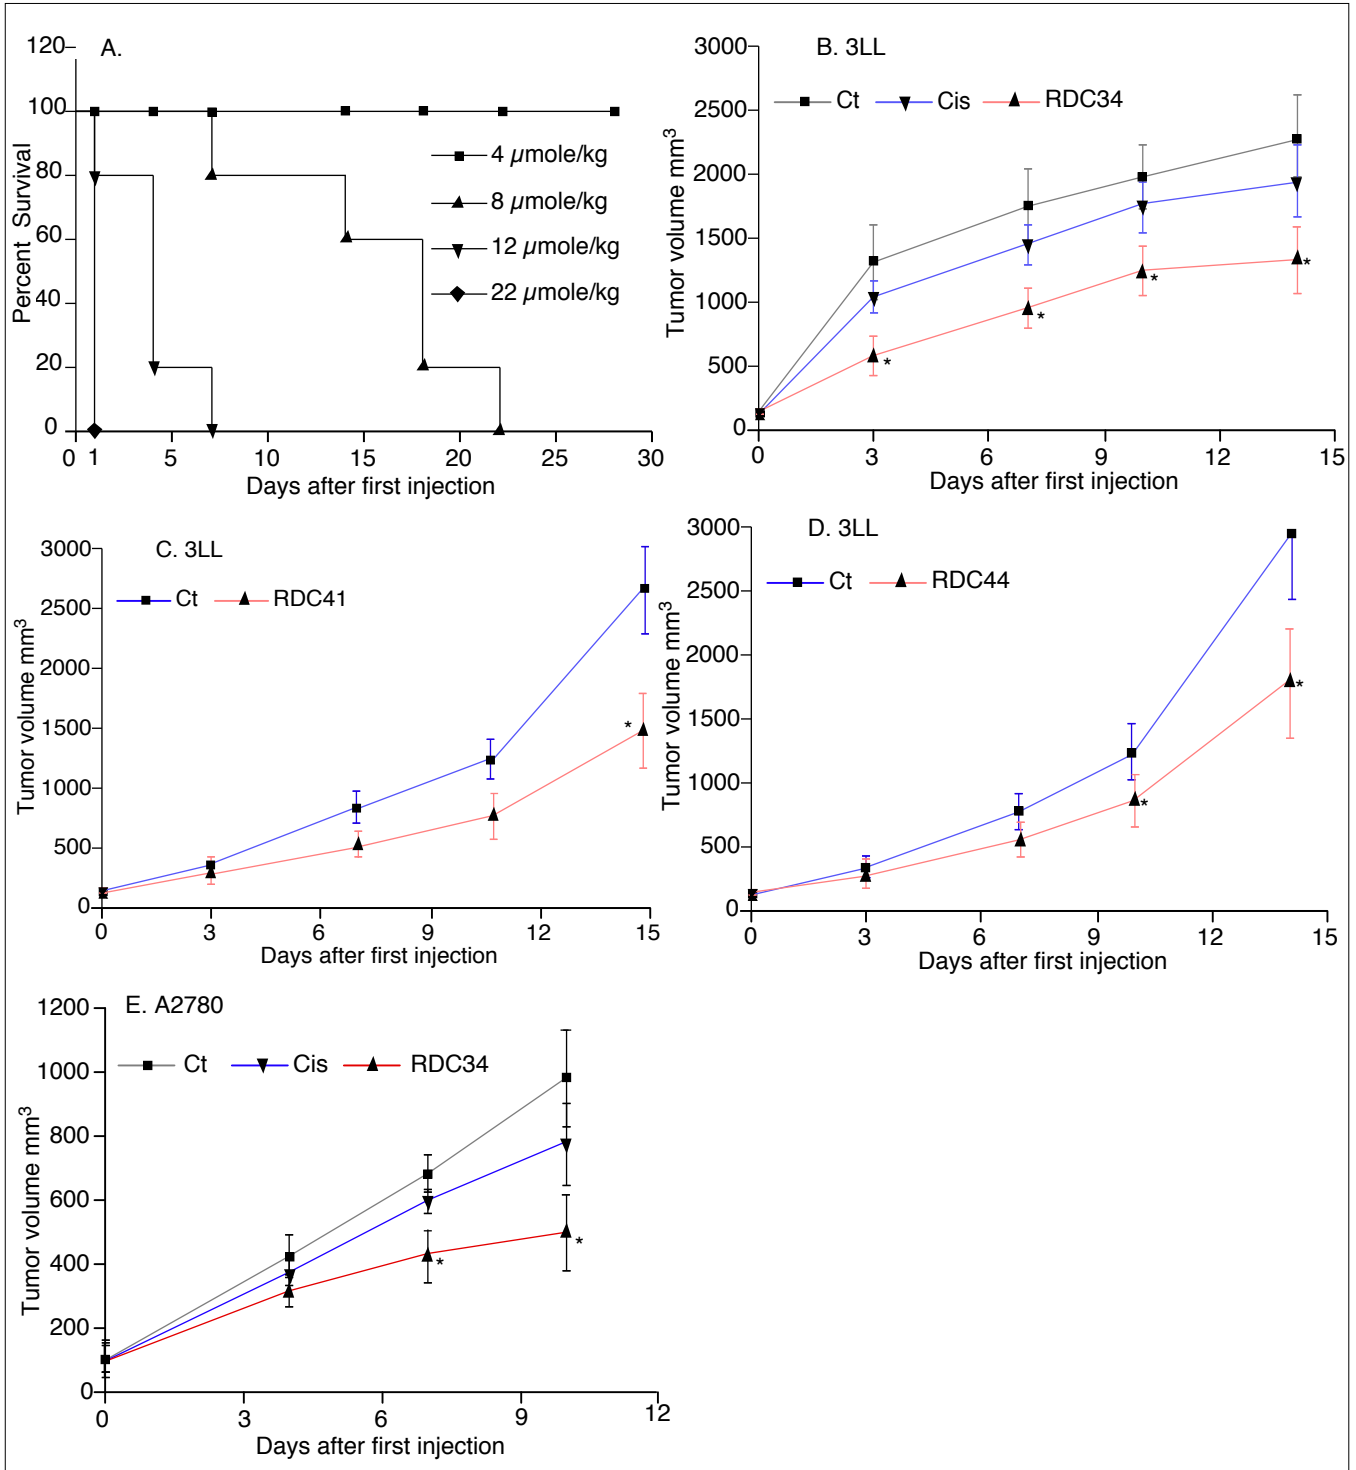 A.
120
100
80
60
40
20
0
Percent Survival
4 µmole/kg
8 µmole/kg
12 µmole/kg
22 µmole/kg
0 1 5 10 15 20 25 30
Days after first injection
B. 3LL
Ct Cis RDC34
3000
2500
2000
1500
1000
500
0
Tumor volume mm³
* * * *
0 3 6 9 12 15
Days after first injection
C. 3LL
Ct RDC41
3000
2500
2000
1500
1000
500
0
Tumor volume mm³
*
0 3 6 9 12 15
Days after first injection
D. 3LL
Ct RDC44
3000
2500
2000
1500
1000
500
0
Tumor volume mm³
* *
0 3 6 9 12 15
Days after first injection
E. A2780
Ct Cis RDC34
1200
1000
800
600
400
200
0
Tumor volume mm³
* *
0 3 6 9 12
Days after first injection